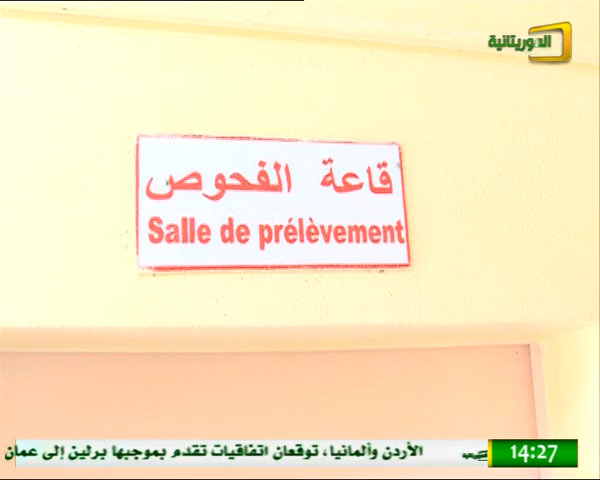 الموريتانية
قاعة الفحوص
Salle de prélèvement
الأردن وألمانيا، توقعان اتفاقيات تقدم بموجبها برلين إلى عمان
14:27